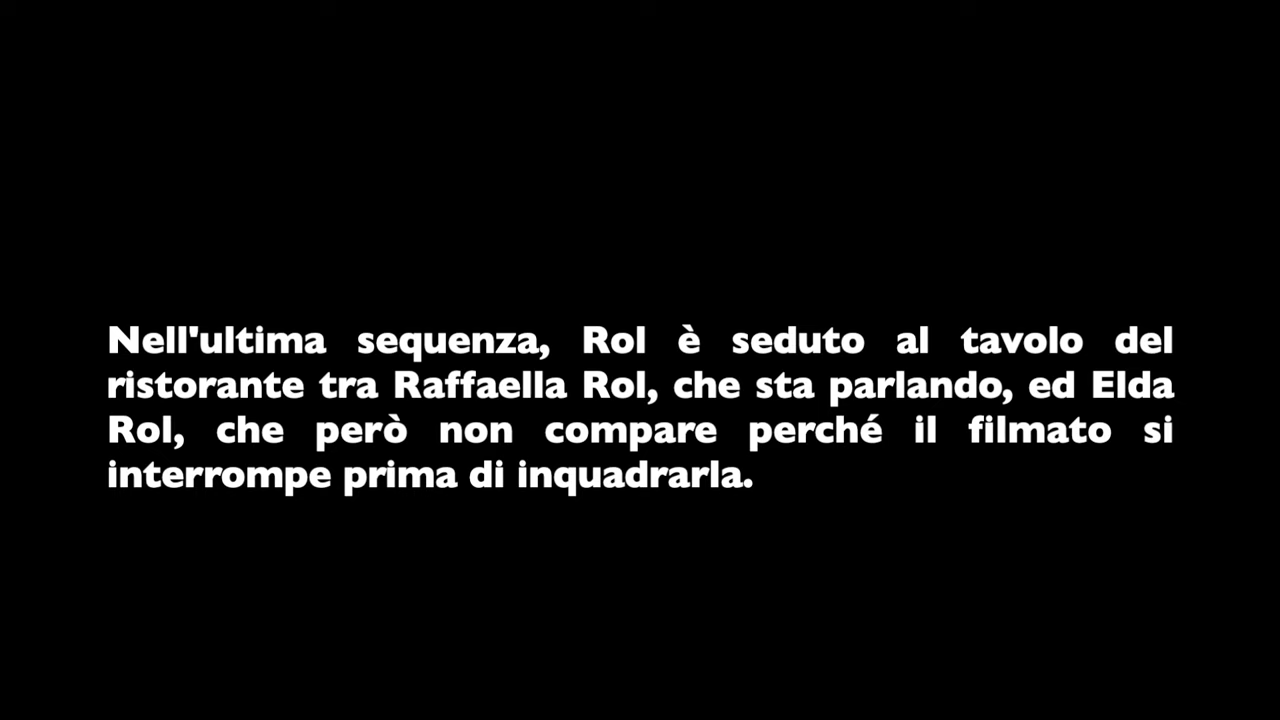 Nell'ultima sequenza, Rol è seduto al tavolo del
ristorante tra Raffaella Rol, che sta parlando, ed Elda
Rol, che però non compare perché il filmato si
interrompe prima di inquadrarla.